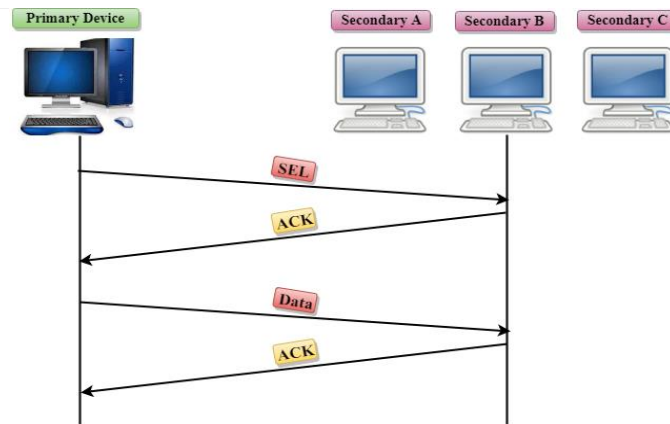 Primary Device
Secondary A
Secondary B
Secondary C
SEL
ACK
Data
ACK